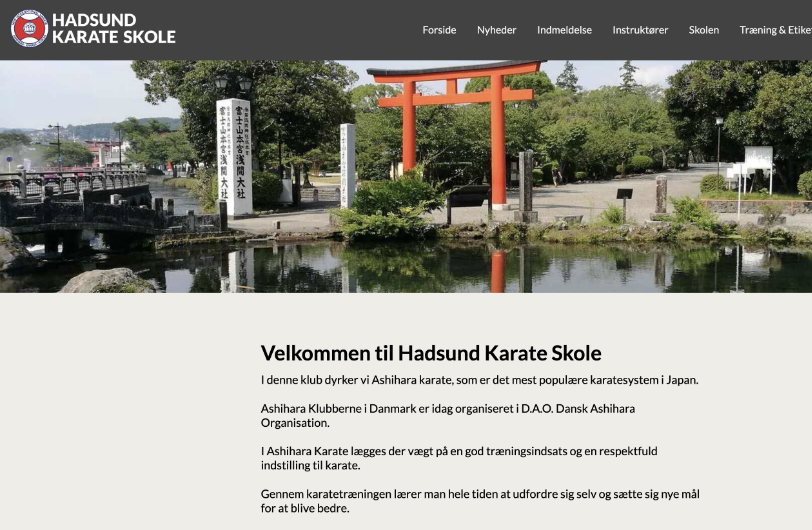 HADSUND
KARATE SKOLE
Forside Nyheder Indmeldelse Instruktører Skolen Træning & Etiket
富士山本宮浅間大社
Velkommen til Hadsund Karate Skole
I denne klub dyrker vi Ashihara karate, som er det mest populære karatesystem i Japan.
Ashihara Klubberne i Danmark er idag organiseret i D.A.O. Dansk Ashihara
Organisation.
I Ashihara Karate lægges der vægt på en god træningsindsats og en respektfuld
indstilling til karate.
Gennem karatetræningen lærer man hele tiden at udfordre sig selv og sætte sig nye mål
for at blive bedre.